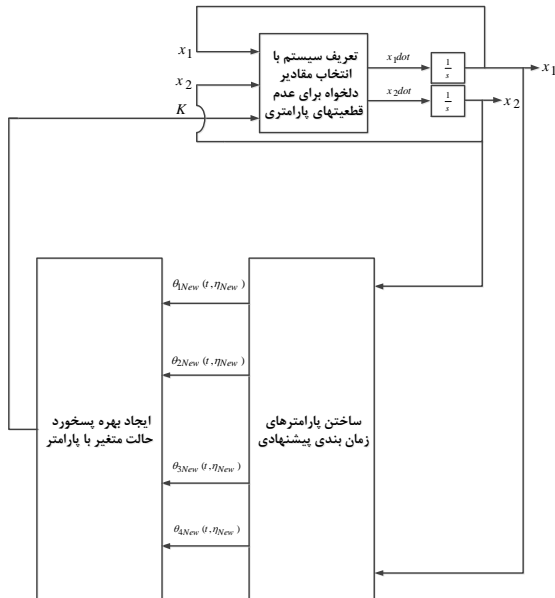 x1
x2
K
تعریف سیستم با
انتخاب مقادیر
دلخواه برای عدم
قطعیتهای پارامتری
x1dot
x2dot
1/s
1/s
x1
x2
θ1New (t,ηNew)
θ2New (t,ηNew)
θ3New (t,ηNew)
θ4New (t,ηNew)
ایجاد بهره پسخورد
حالت متغیر با پارامتر
ساختن پارامترهای
زمان بندی پیشنهادی